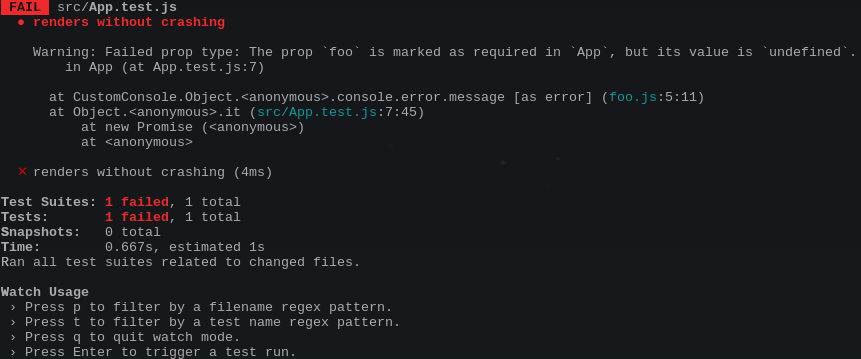 FAIL src/App.test.js
● renders without crashing
Warning: Failed prop type: The prop `foo` is marked as required in `App`, but its value is `undefined`.
in App (at App.test.js:7)
at CustomConsole.Object.<anonymous>.console.error.message [as error] (foo.js:5:11)
at Object.<anonymous>.it (src/App.test.js:7:45)
at new Promise (<anonymous>)
at <anonymous>
✕ renders without crashing (4ms)
Test Suites: 1 failed, 1 total
Tests: 1 failed, 1 total
Snapshots: 0 total
Time: 0.667s, estimated 1s
Ran all test suites related to changed files.
Watch Usage
› Press p to filter by a filename regex pattern.
› Press t to filter by a test name regex pattern.
› Press q to quit watch mode.
› Press Enter to trigger a test run.